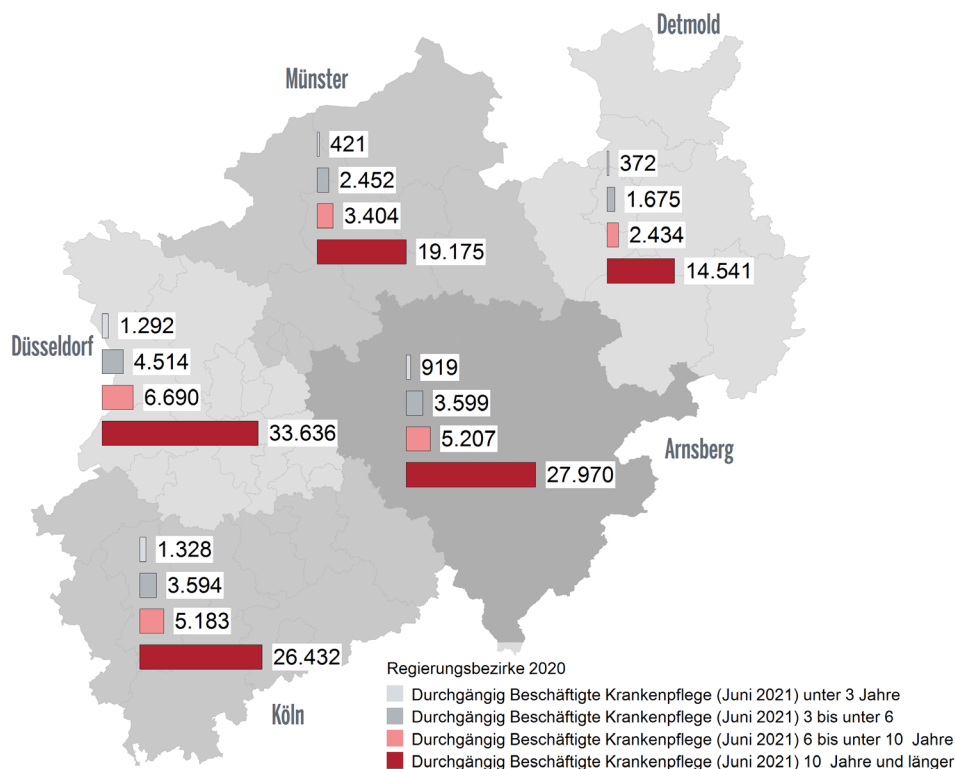 Detmold
Münster
421
2.452
3.404
19.175
372
1.675
2.434
14.541
Düsseldorf
1.292
4.514
6.690
33.636
919
3.599
5.207
27.970
Arnsberg
1.328
3.594
5.183
26.432
Köln
Regierungsbezirke 2020
Durchgängig Beschäftigte Krankenpflege (Juni 2021) unter 3 Jahre
Durchgängig Beschäftigte Krankenpflege (Juni 2021) 3 bis unter 6
Durchgängig Beschäftigte Krankenpflege (Juni 2021) 6 bis unter 10 Jahre
Durchgängig Beschäftigte Krankenpflege (Juni 2021) 10 Jahre und länger